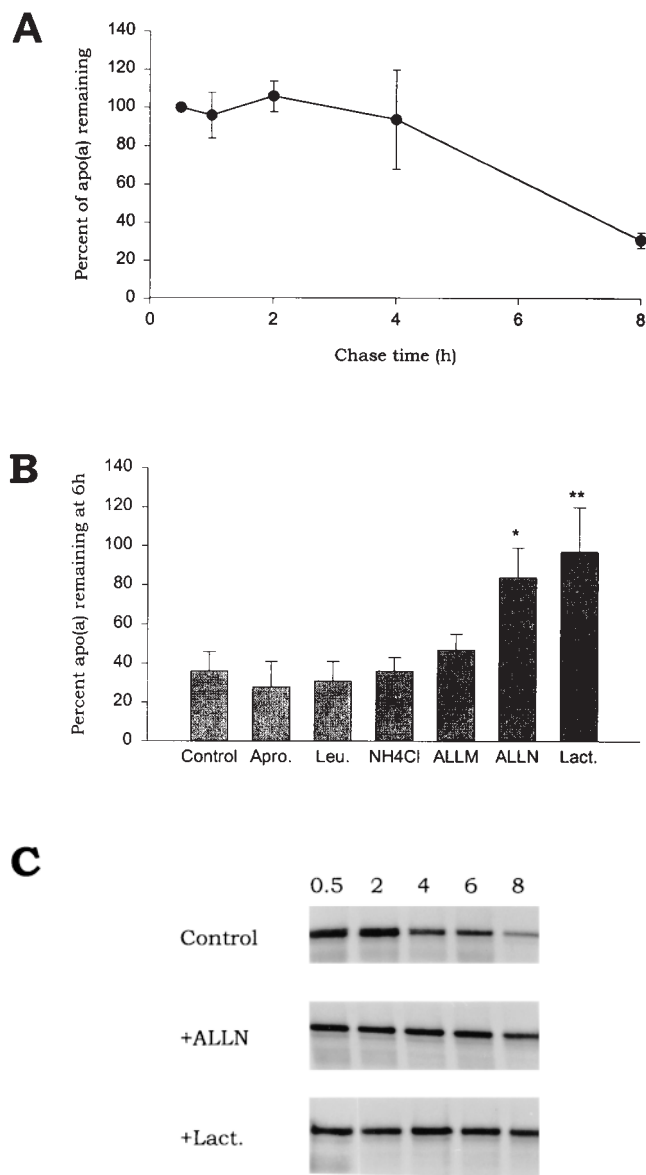 A
Percent of apo(a) remaining
140
120
100
80
60
40
20
0
0 2 4 6 8
Chase time (h)
B
Percent apo(a) remaining at 6h
140
120
100
80
60
40
20
0
* **
Control Apro. Leu. NH4Cl ALLM ALLN Lact.
C
0.5 2 4 6 8
Control
+ALLN
+Lact.